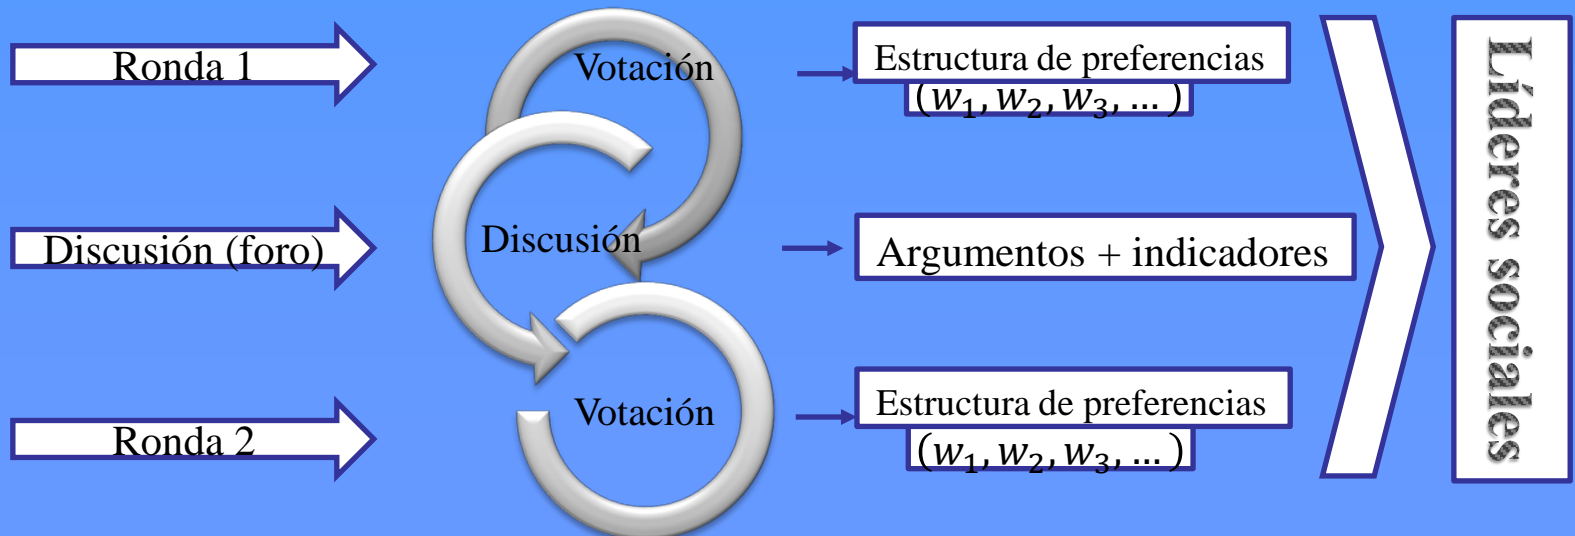 Ronda 1
Votación
Estructura de preferencias
(w₁, w₂, w₃, … )
Discusión (foro)
Discusión
Argumentos + indicadores
Ronda 2
Votación
Estructura de preferencias
(w₁, w₂, w₃, … )
Líderes sociales